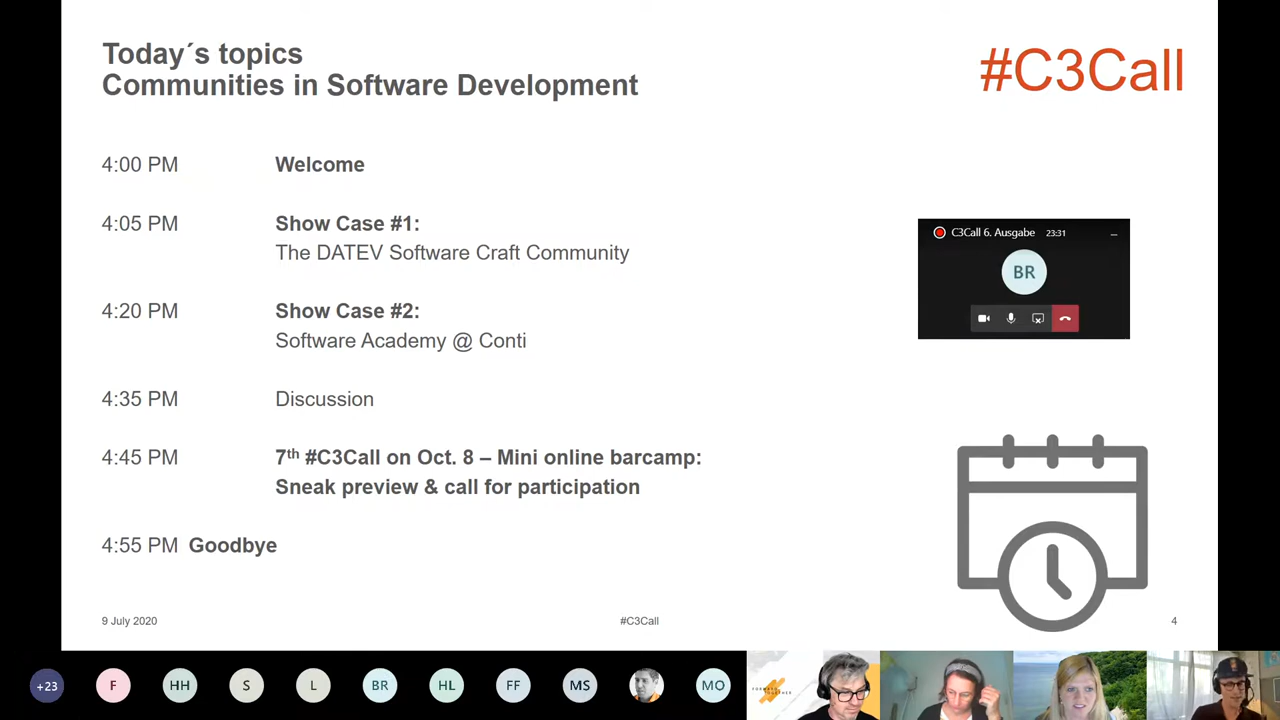 Today´s topics
Communities in Software Development
#C3Call
4:00 PM Welcome
4:05 PM Show Case #1:
The DATEV Software Craft Community
C3Call 6. Ausgabe 23:31
BR
4:20 PM Show Case #2:
Software Academy @ Conti
4:35 PM Discussion
4:45 PM 7th #C3Call on Oct. 8 – Mini online barcamp:
Sneak preview & call for participation
4:55 PM Goodbye
9 July 2020 #C3Call 4
+23 F HH S L BR HL FF MS MO
FORWARD
TOGETHER